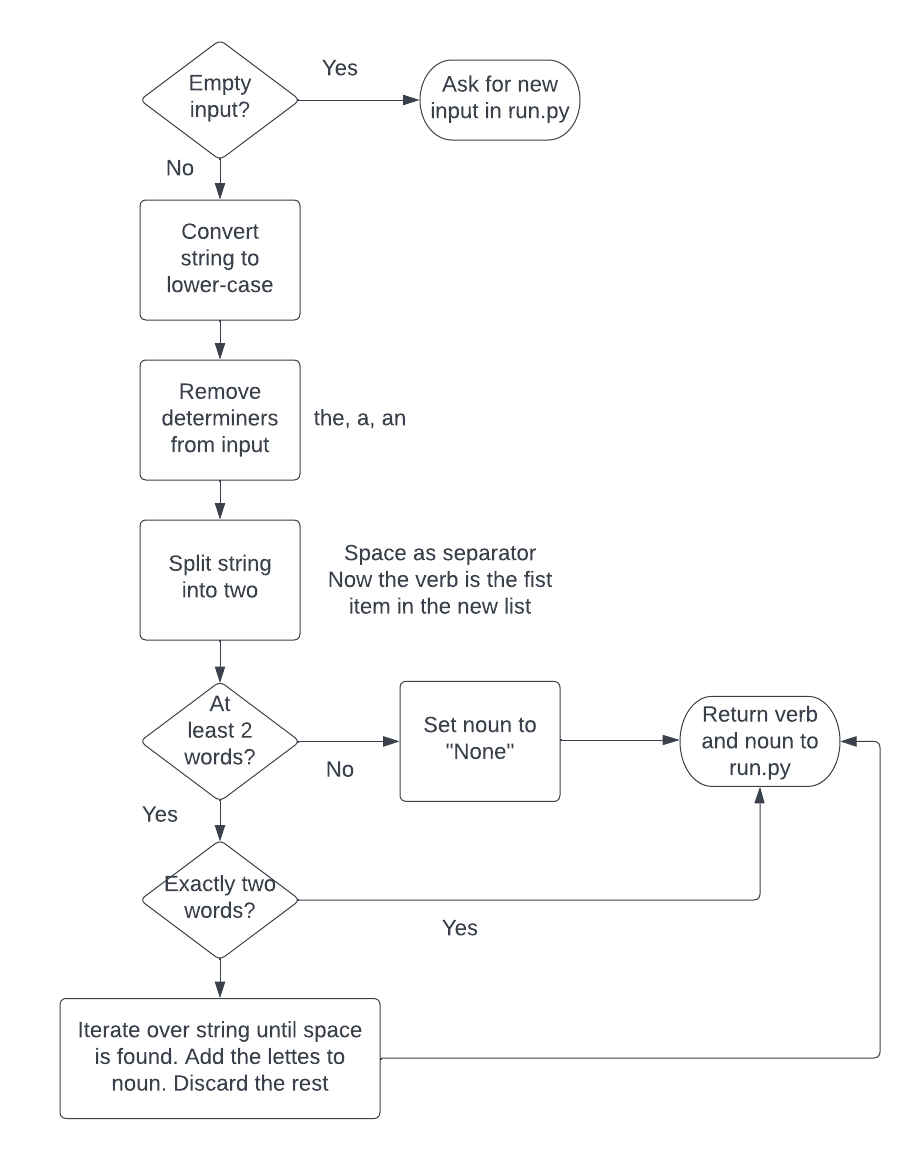 Empty
input?
Yes
Ask for new
input in run.py
No
Convert
string to
lower-case
Remove
determiners
from input
the, a, an
Split string
into two
Space as separator
Now the verb is the fist
item in the new list
At
least 2
words?
No
Set noun to
"None"
Return verb
and noun to
run.py
Yes
Exactly two
words?
Yes
Iterate over string until space
is found. Add the lettes to
noun. Discard the rest